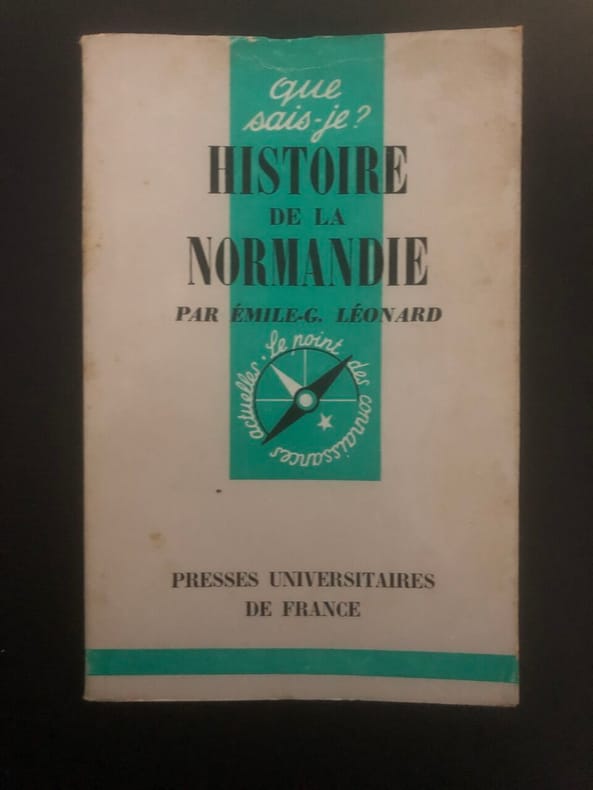 que
sais-je?
HISTOIRE
DE LA
NORMANDIE
PAR ÉMILE-G. LÉONARD
le point des connaissances actuelles.
PRESSES UNIVERSITAIRES
DE FRANCE